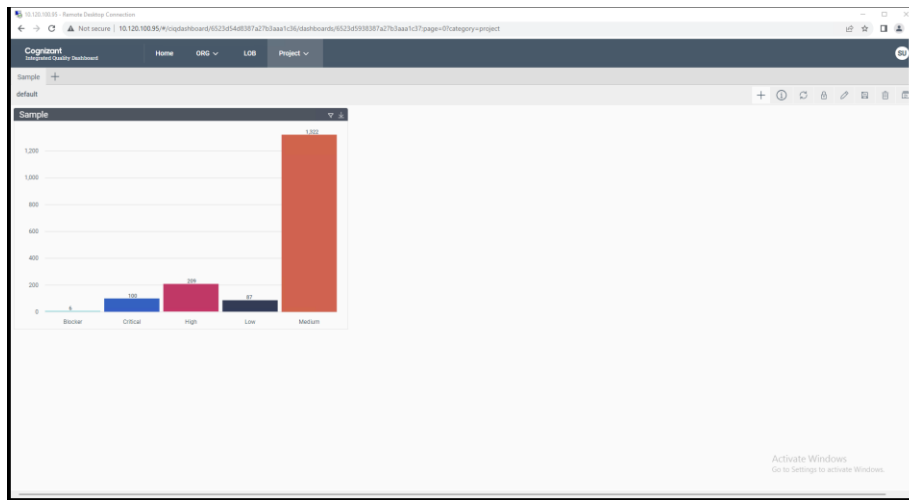 10.120.100.95 - Remote Desktop Connection
Not secure | 10.120.100.95/#/ciqdashboard/6523d54d8387a27b3aaa1c36/dashboards/6523d5938387a27b3aaa1c37?page=0?category=project
Cognizant
Integrated Quality Dashboard
Home ORG LOB Project SU
Sample
default
Sample
1,322
1,200
1,000
800
600
400
200
209
100
87
0
Blocker Critical High Low Medium
Activate Windows
Go to Settings to activate Windows.